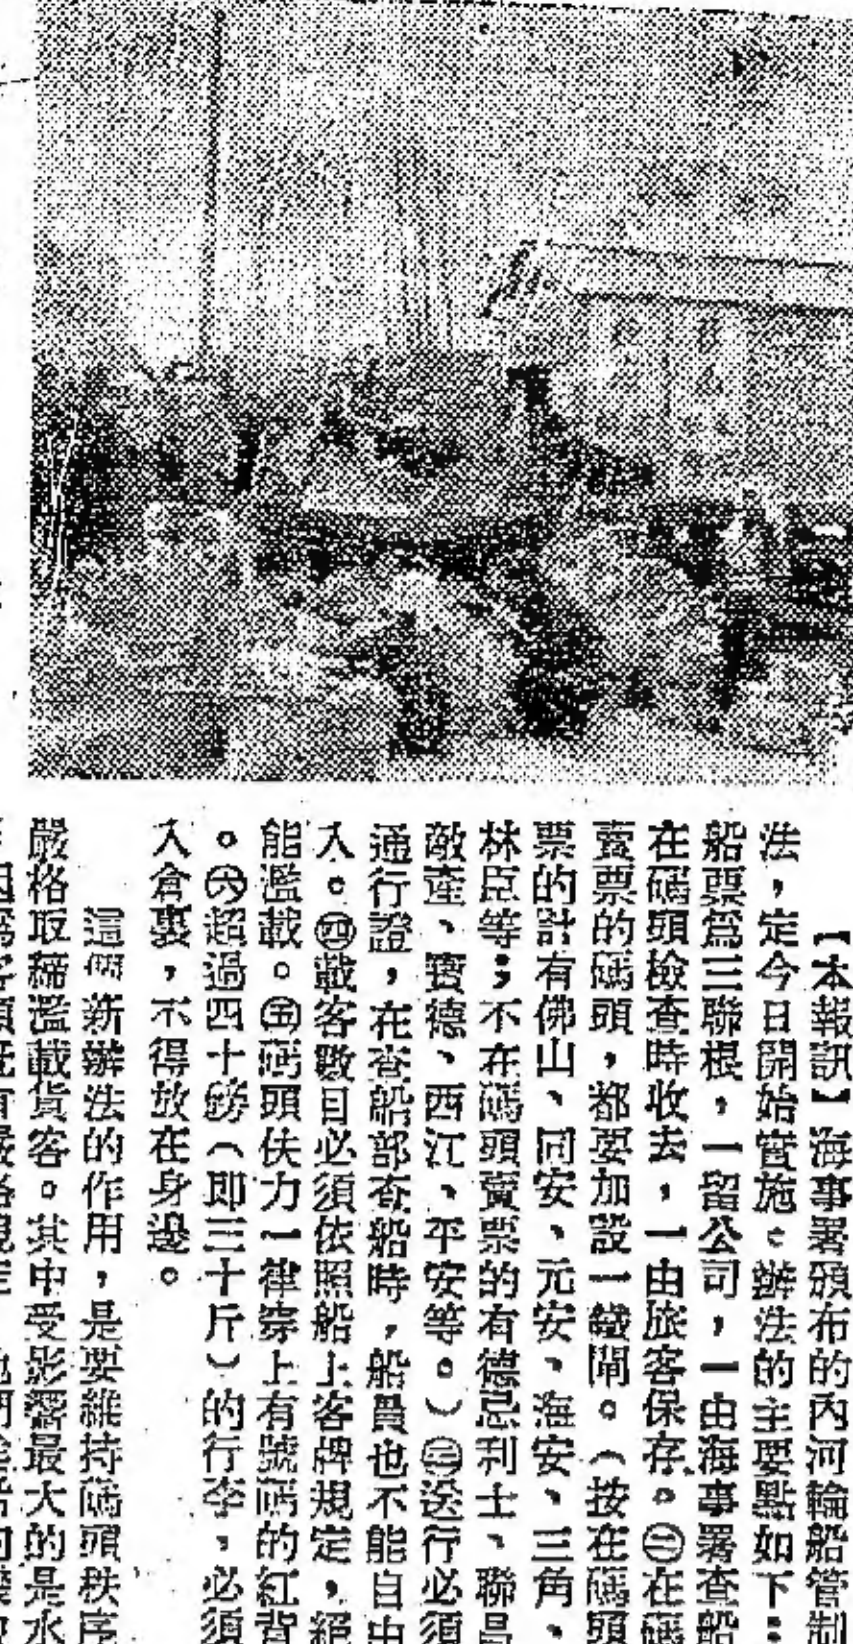 【本報訊】海事署頒布的內河輪船管制
法，定今日開始實施。辦法的主要點如下：
船票爲三聯根，一留公司，一由海事署查船
在碼頭檢查時收去，一由旅客保存。㊁在碼
賣票的碼頭，都要加設一鐵閘。（按在碼頭
票的計有佛山、同安、元安、海安、三角、
林臣等；不在碼頭賣票的有德忌利士、聯昌
敵產、寶德、西江、平安等。）㊂送行必須
通行證，在查船部查船時，船員也不能自由
入。㊃載客數目必須依照船上客牌規定，絕
能濫載。㊄碼頭伕力一律穿上有號碼的紅背
。㊅超過四十磅（即三十斤）的行李，必須
入倉裏，不得放在身邊。
這個新辦法的作用，是要維持碼頭秩序
嚴格取締濫載貨客。其中受影響最大的是水